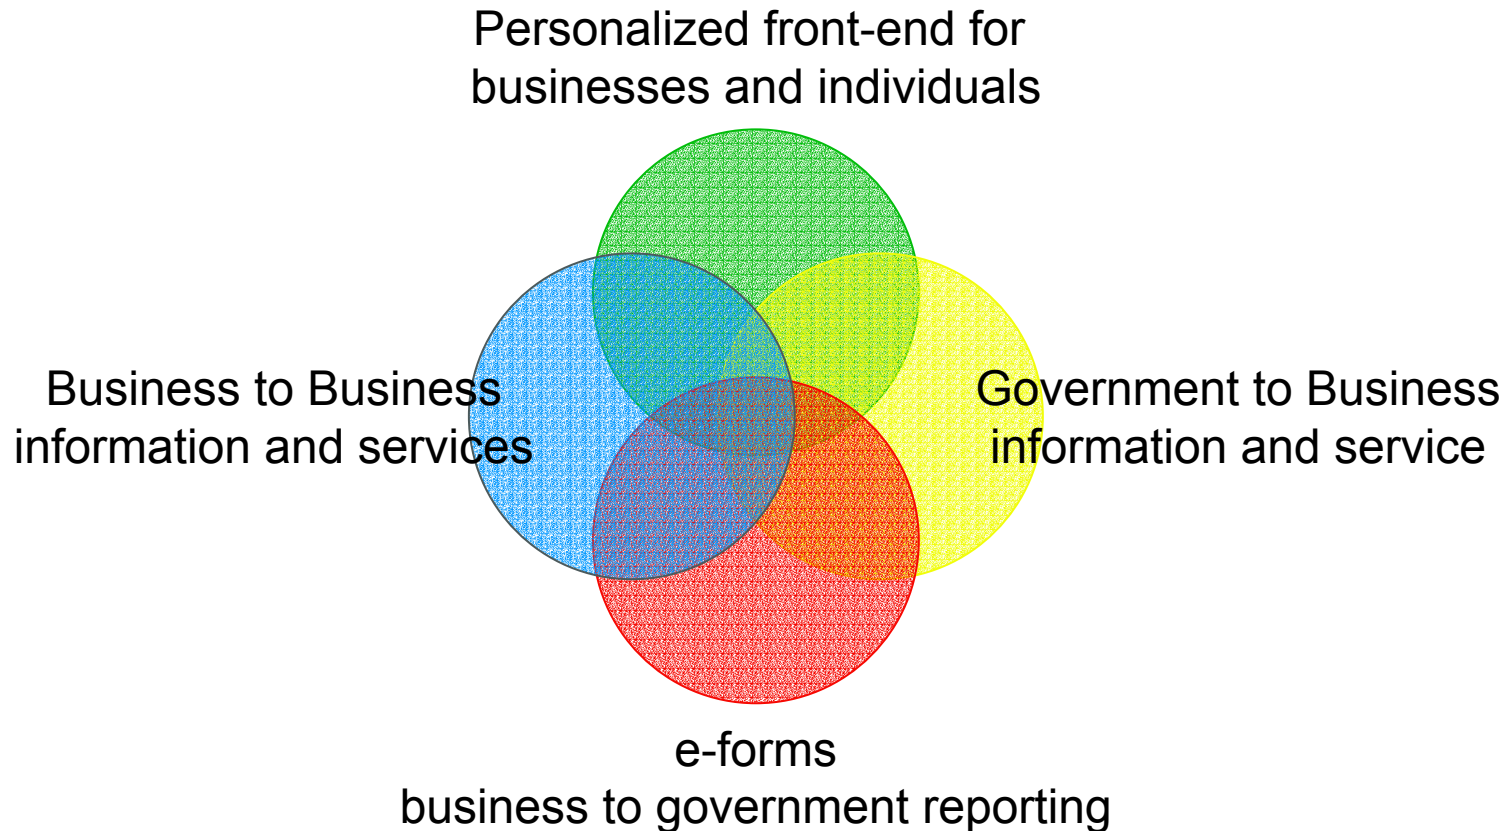 Personalized front-end for
businesses and individuals
Business to Business
information and services
Government to Business
information and service
e-forms
business to government reporting